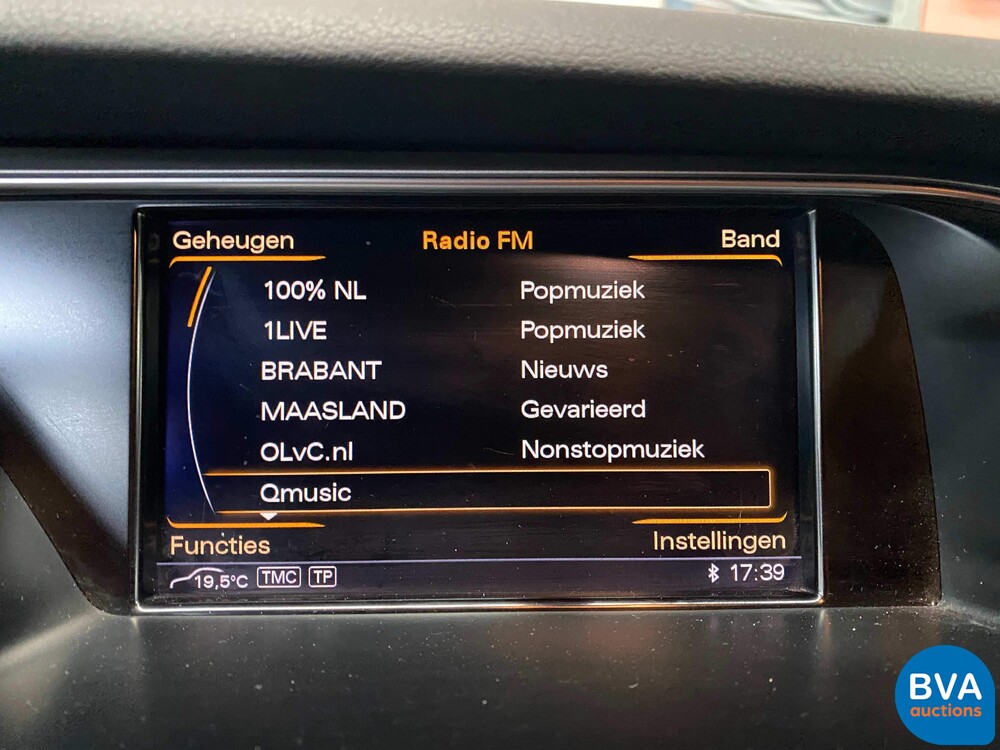 Geheugen Radio FM Band
100% NL Popmuziek
1LIVE Popmuziek
BRABANT Nieuws
MAASLAND Gevarieerd
OLvC.nl Nonstopmuziek
Qmusic
Functies Instellingen
19,5°C TMC TP 17:39
BVA
auctions